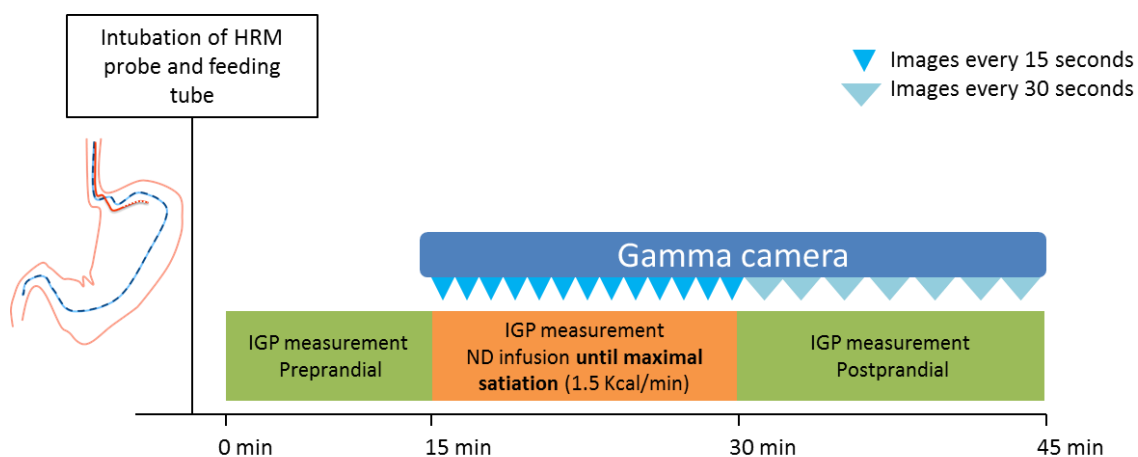 Intubation of HRM
probe and feeding
tube
Images every 15 seconds
Images every 30 seconds
Gamma camera
IGP measurement
Preprandial
IGP measurement
ND infusion until maximal
satiation (1.5 Kcal/min)
IGP measurement
Postprandial
0 min
15 min
30 min
45 min